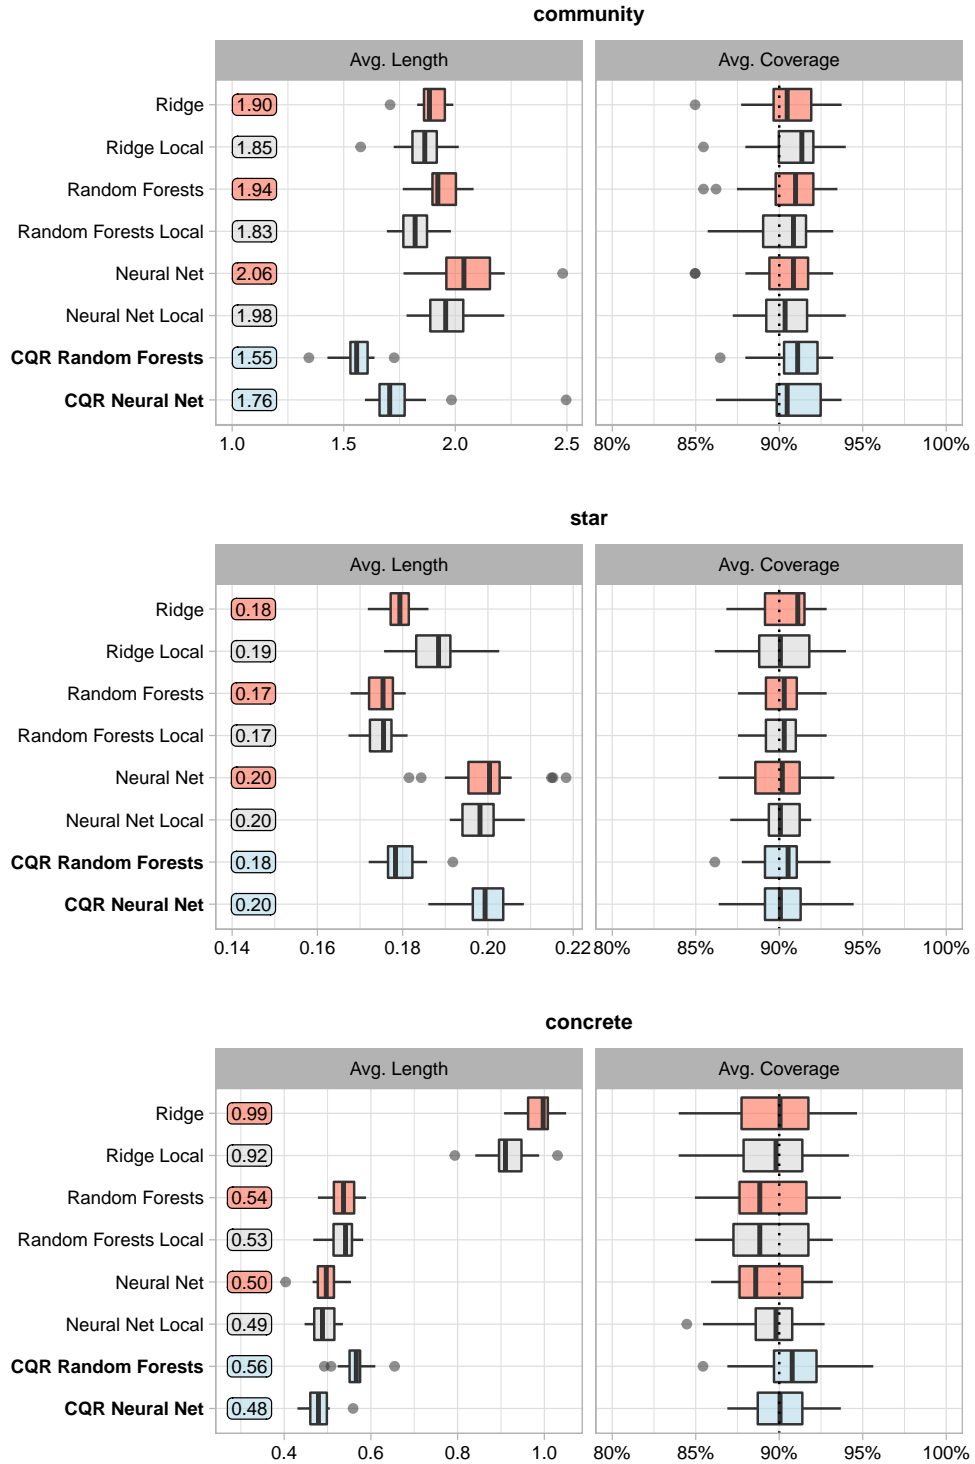 community
Avg. Length Avg. Coverage
Ridge 1.90
Ridge Local 1.85
Random Forests 1.94
Random Forests Local 1.83
Neural Net 2.06
Neural Net Local 1.98
CQR Random Forests 1.55
CQR Neural Net 1.76
1.0 1.5 2.0 2.5 80% 85% 90% 95% 100%
star
Avg. Length Avg. Coverage
Ridge 0.18
Ridge Local 0.19
Random Forests 0.17
Random Forests Local 0.17
Neural Net 0.20
Neural Net Local 0.20
CQR Random Forests 0.18
CQR Neural Net 0.20
0.14 0.16 0.18 0.20 0.22 80% 85% 90% 95% 100%
concrete
Avg. Length Avg. Coverage
Ridge 0.99
Ridge Local 0.92
Random Forests 0.54
Random Forests Local 0.53
Neural Net 0.50
Neural Net Local 0.49
CQR Random Forests 0.56
CQR Neural Net 0.48
0.4 0.6 0.8 1.0 80% 85% 90% 95% 100%